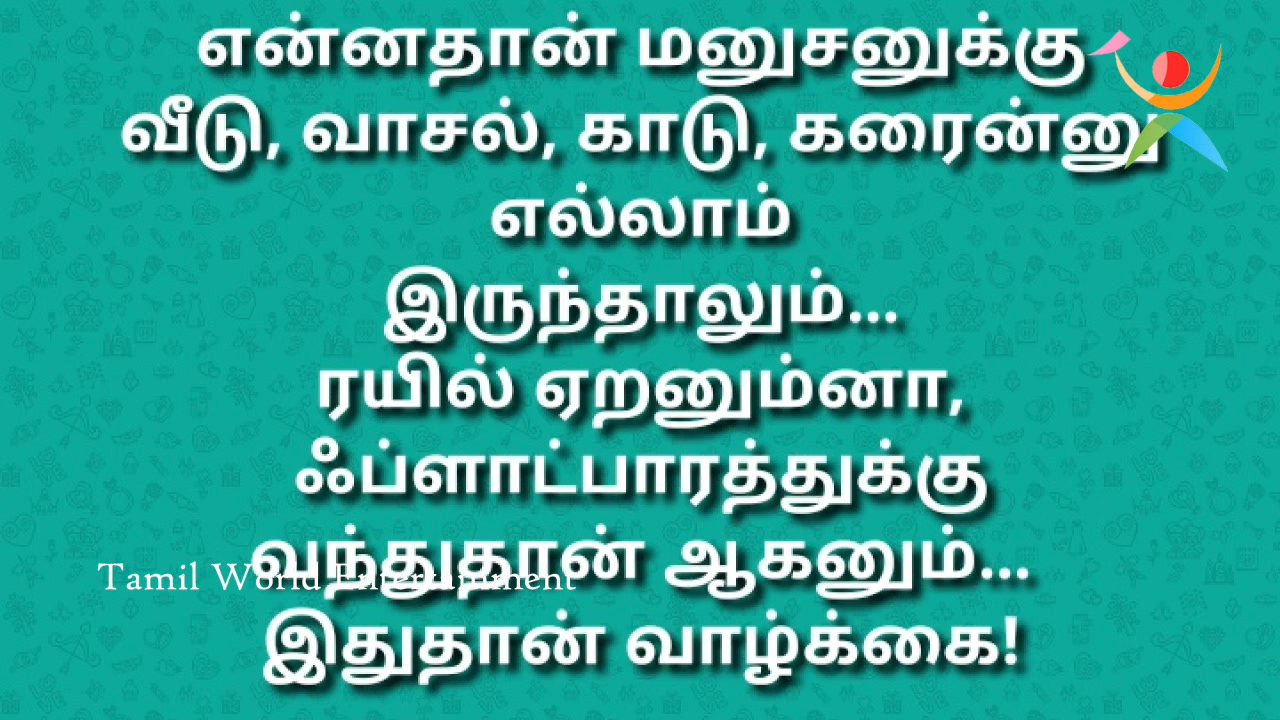 என்னதான் மனுசனுக்கு
வீடு, வாசல், காடு, கரைன்னு
எல்லாம்
இருந்தாலும்...
ரயில் ஏறனும்னா,
ஃப்ளாட்பாரத்துக்கு
வந்துதான் ஆகனும்...
Tamil World Entertainment
இதுதான் வாழ்க்கை!